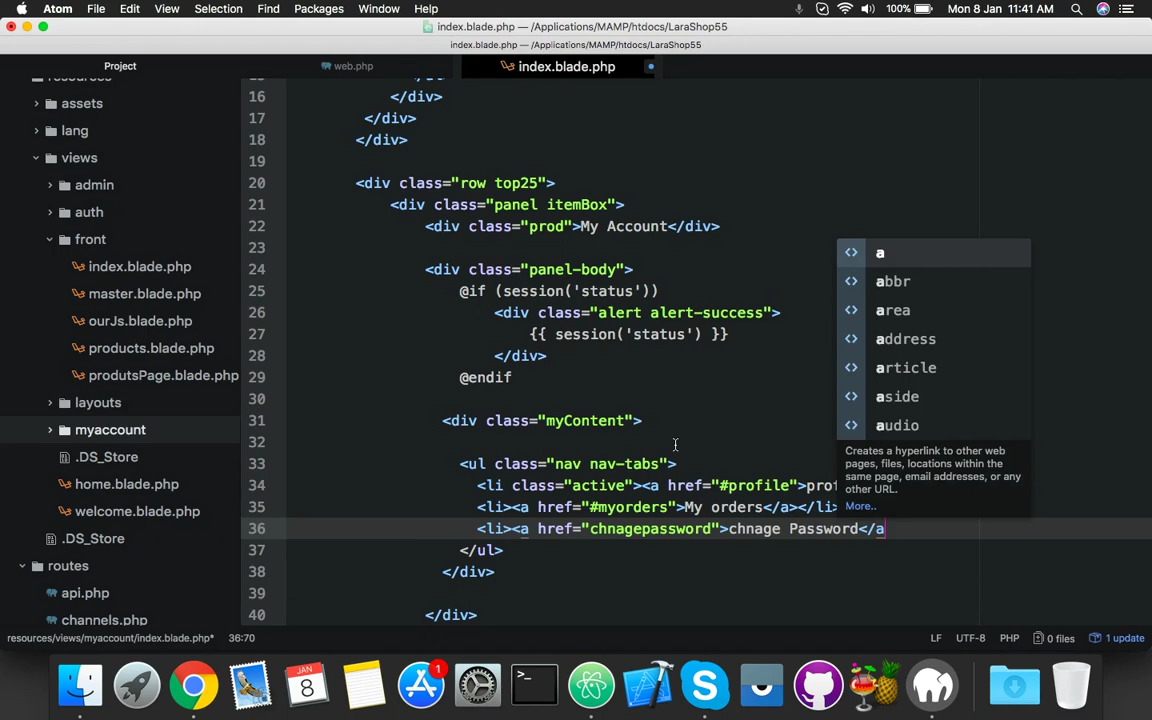 Atom File Edit View Selection Find Packages Window Help 100% Mon 8 Jan 11:41 AM
index.blade.php — /Applications/MAMP/htdocs/LaraShop55
index.blade.php — /Applications/MAMP/htdocs/LaraShop55
Project web.php index.blade.php
assets
lang
views
admin
auth
front
index.blade.php
master.blade.php
ourJs.blade.php
products.blade.php
produtsPage.blade.php
layouts
myaccount
.DS_Store
home.blade.php
welcome.blade.php
.DS_Store
routes
api.php
channels.php
16 </div>
17 </div>
18 </div>
19
20 <div class="row top25">
21 <div class="panel itemBox">
22 <div class="prod">My Account</div>
23
24 <div class="panel-body">
25 @if (session('status'))
26 <div class="alert alert-success">
27 {{ session('status') }}
28 </div>
29 @endif
30
31 <div class="myContent">
32
33 <ul class="nav nav-tabs">
34 <li class="active"><a href="#profile">prof
35 <li><a href="#myorders">My orders</a></li>
36 <li><a href="chnagepassword">chnage Password</a
37 </ul>
38 </div>
39
40 </div>
<> a
<> abbr
<> area
<> address
<> article
<> aside
<> audio
Creates a hyperlink to other web
pages, files, locations within the
same page, email addresses, or any
other URL.
More..
resources/views/myaccount/index.blade.php* 36:70 LF UTF-8 PHP 0 files 1 update
JAN
8
1